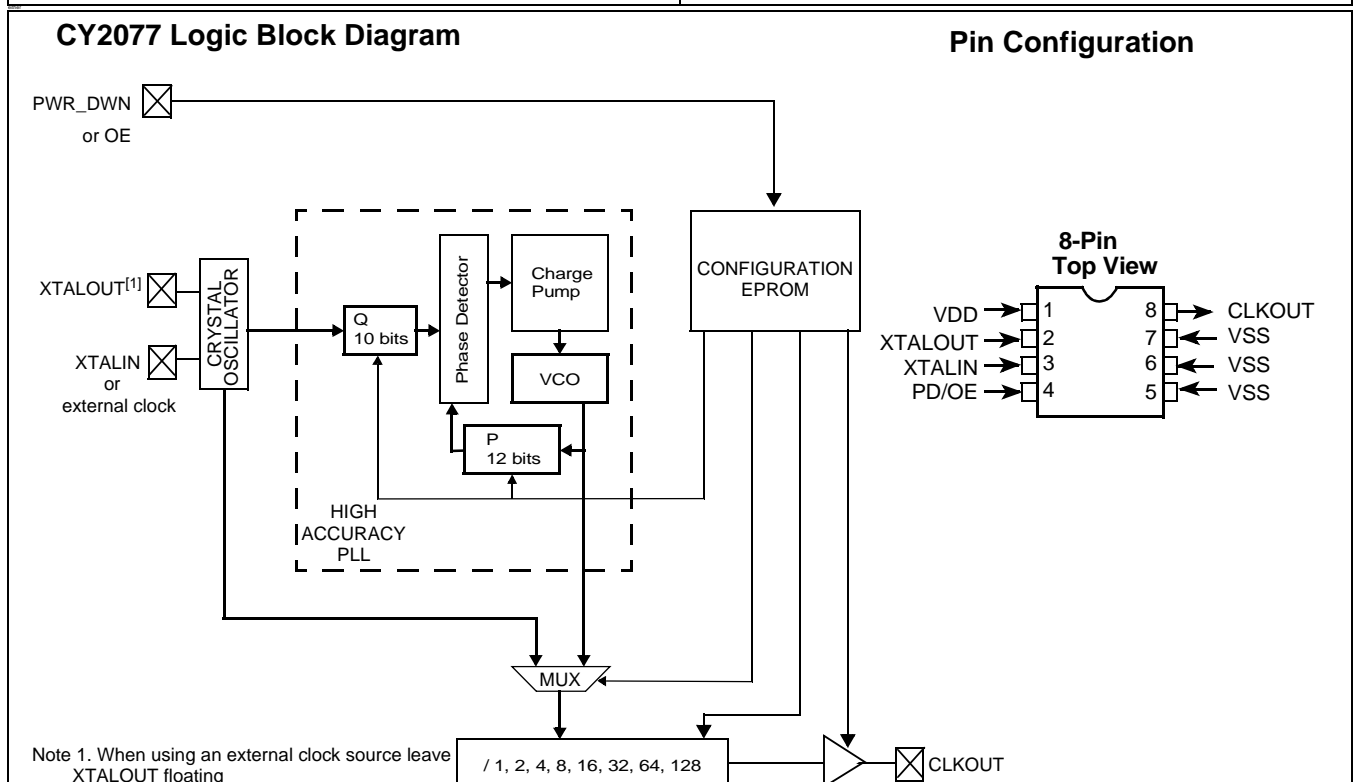 CY2077 Logic Block Diagram
Pin Configuration
PWR_DWN
or OE
XTALOUT[1]
XTALIN
or
external clock
CRYSTAL
OSCILLATOR
Q
10 bits
Phase Detector
Charge
Pump
VCO
P
12 bits
HIGH
ACCURACY
PLL
CONFIGURATION
EPROM
MUX
/ 1, 2, 4, 8, 16, 32, 64, 128
CLKOUT
8-Pin
Top View
VDD 1 8 CLKOUT
XTALOUT 2 7 VSS
XTALIN 3 6 VSS
PD/OE 4 5 VSS
Note 1. When using an external clock source leave
XTALOUT floating